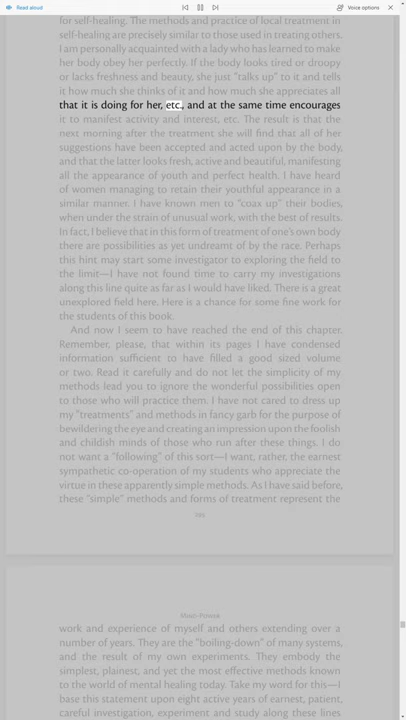 Read aloud
Voice options
for self-healing. The methods and practice of local treatment in
self-healing are precisely similar to those used in treating others.
I am personally acquainted with a lady who has learned to make
her body obey her perfectly. If the body looks tired or droopy
or lacks freshness and beauty, she just "talks up" to it and tells
it how much she thinks of it and how much she appreciates all
that it is doing for her, etc., and at the same time encourages
it to manifest activity and interest, etc. The result is that the
next morning after the treatment she will find that all of her
suggestions have been accepted and acted upon by the body,
and that the latter looks fresh, active and beautiful, manifesting
all the appearance of youth and perfect health. I have heard
of women managing to retain their youthful appearance in a
similar manner. I have known men to "coax up" their bodies,
when under the strain of unusual work, with the best of results.
In fact, I believe that in this form of treatment of one's own body
there are possibilities as yet undreamt of by the race. Perhaps
this hint may start some investigator to exploring the field to
the limit—I have not found time to carry my investigations
along this line quite as far as I would have liked. There is a great
unexplored field here. Here is a chance for some fine work for
the students of this book.
And now I seem to have reached the end of this chapter.
Remember, please, that within its pages I have condensed
information sufficient to have filled a good sized volume
or two. Read it carefully and do not let the simplicity of my
methods lead you to ignore the wonderful possibilities open
to those who will practice them. I have not cared to dress up
my "treatments" and methods in fancy garb for the purpose of
bewildering the eye and creating an impression upon the foolish
and childish minds of those who run after these things. I do
not want a "following" of this sort—I want, rather, the earnest
sympathetic co-operation of my students who appreciate the
virtue in these apparently simple methods. As I have said before,
these "simple" methods and forms of treatment represent the
Mind-Power
work and experience of myself and others extending over a
number of years. They are the "boiling-down" of many systems,
and the result of my own experiments. They embody the
simplest, plainest, and yet the most effective methods known
to the world of mental healing today. Take my word for this—I
base this statement upon eight active years of earnest, patient,
careful investigation, experiment and study along these lines